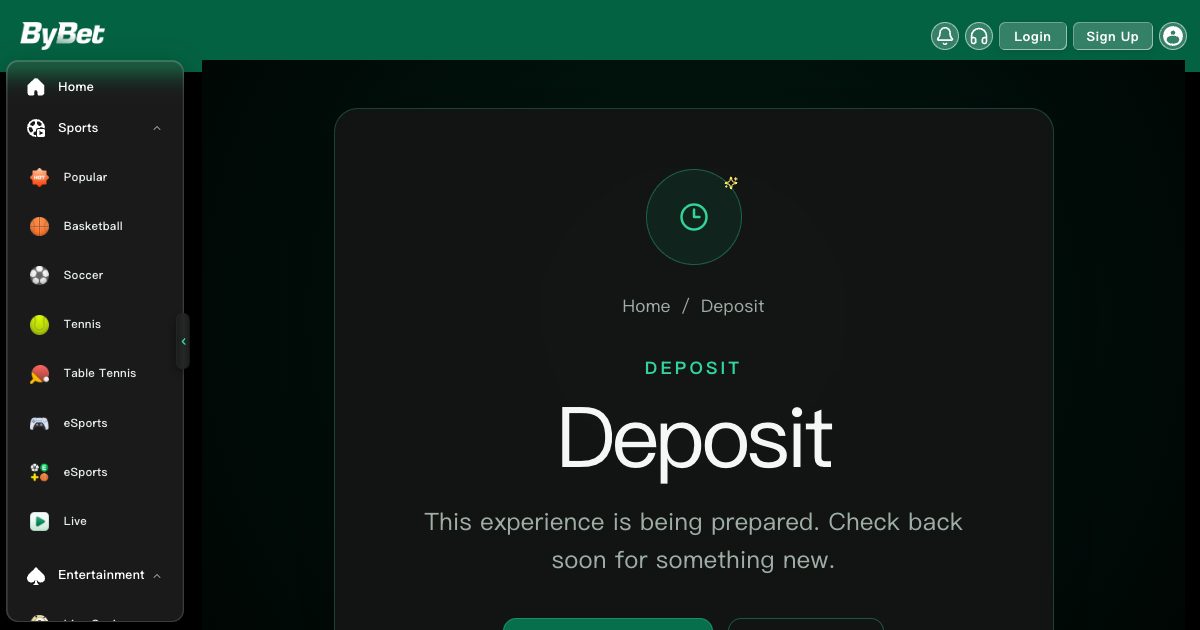 ByBet
Login
Sign Up
Home
Sports
HOT
Popular
Basketball
Soccer
Tennis
Table Tennis
eSports
eSports
Live
Entertainment
Home / Deposit
DEPOSIT
Deposit
This experience is being prepared. Check back
soon for something new.